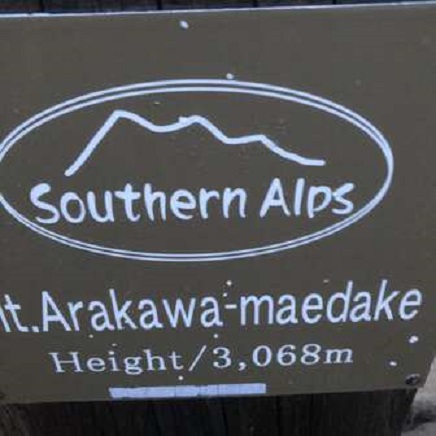 Southern Alps
t.Arakawa-maedake
Height/3,068m